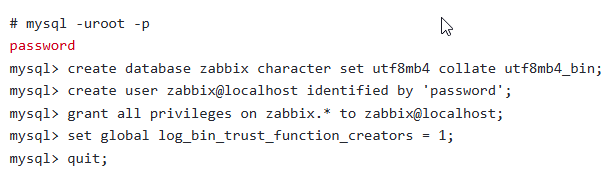 # mysql -uroot -p
password
mysql> create database zabbix character set utf8mb4 collate utf8mb4_bin;
mysql> create user zabbix@localhost identified by 'password';
mysql> grant all privileges on zabbix.* to zabbix@localhost;
mysql> set global log_bin_trust_function_creators = 1;
mysql> quit;